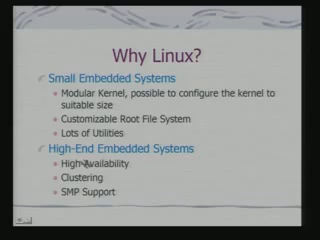 Why Linux?
Small Embedded Systems
Modular Kernel, possible to configure the kernel to
suitable size
Customizable Root File System
Lots of Utilities
High-End Embedded Systems
High-Availability
Clustering
SMP Support